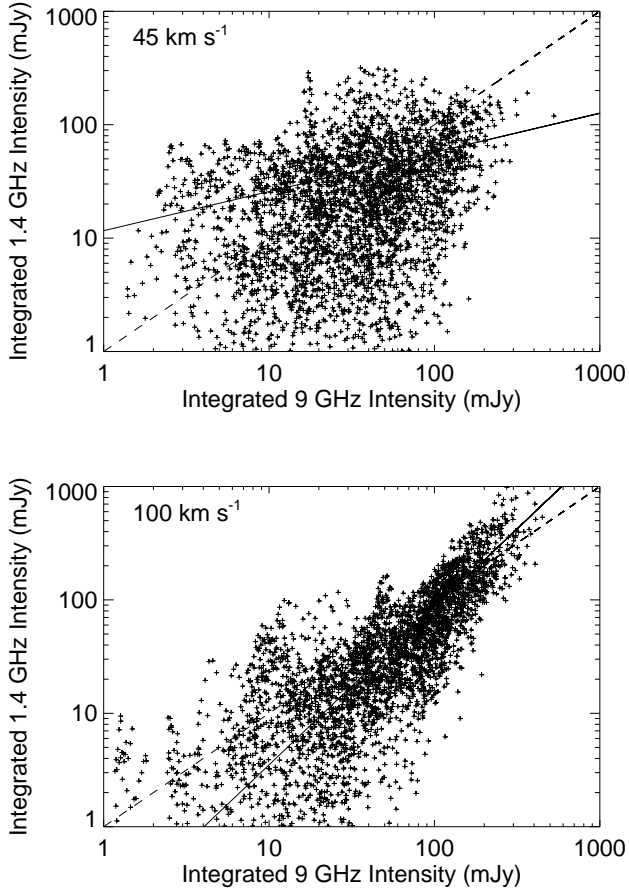 1000
45 km s⁻¹
100
10
1
Integrated 1.4 GHz Intensity (mJy)
1 10 100 1000
Integrated 9 GHz Intensity (mJy)
1000
100 km s⁻¹
100
10
1
Integrated 1.4 GHz Intensity (mJy)
1 10 100 1000
Integrated 9 GHz Intensity (mJy)